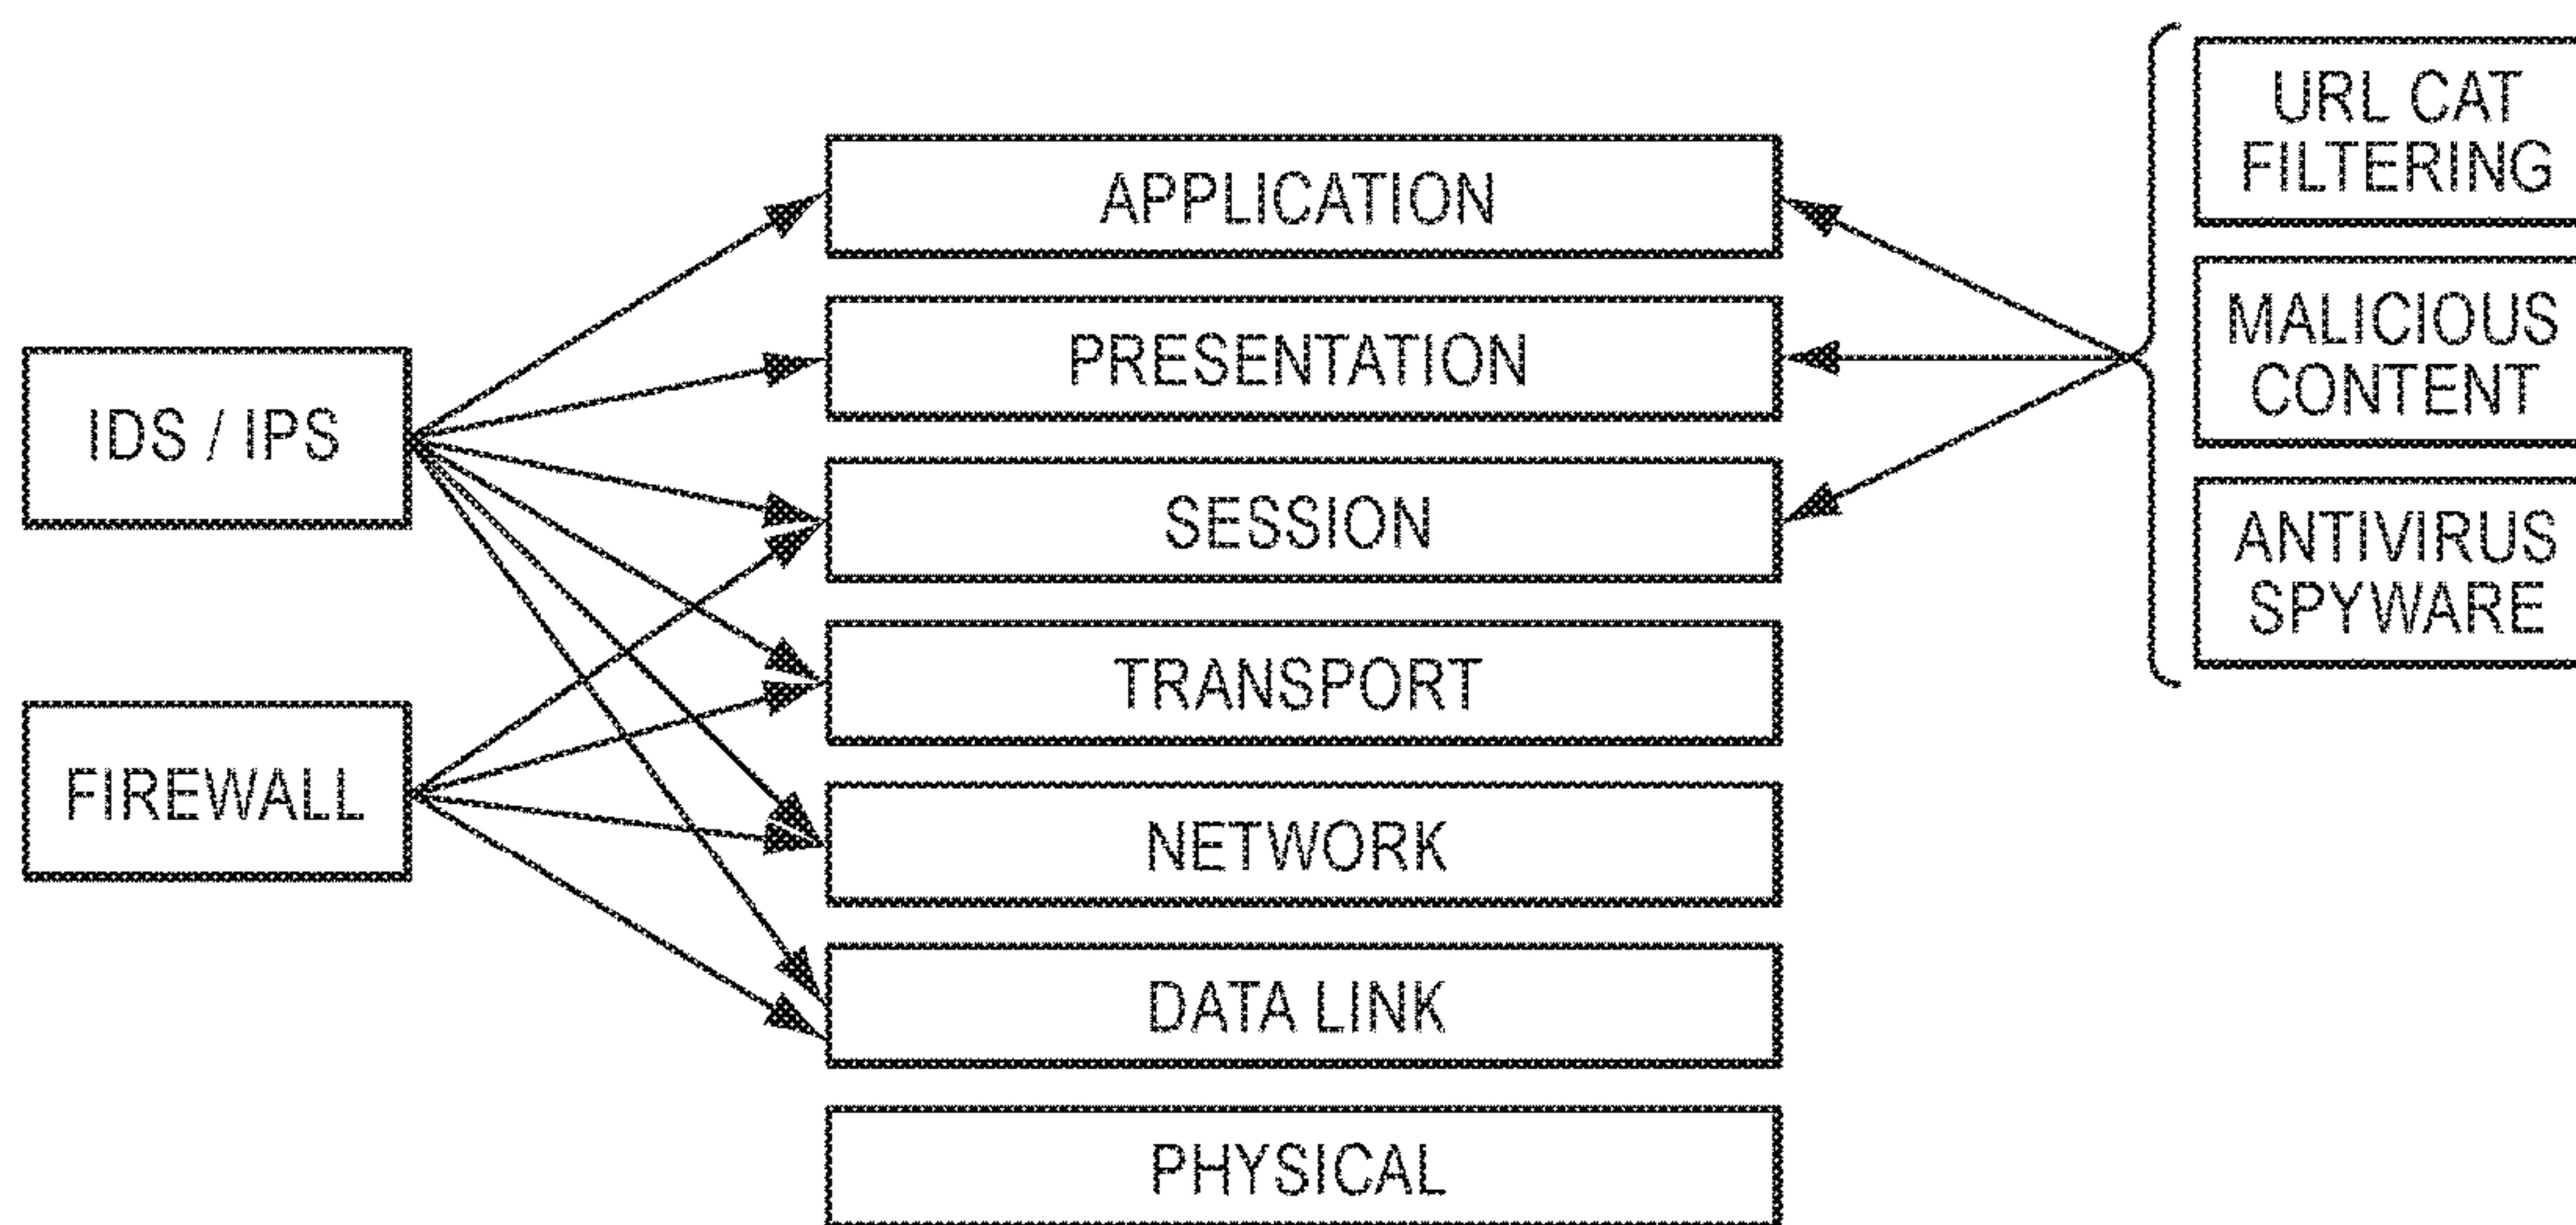 IDS / IPS
FIREWALL
APPLICATION
PRESENTATION
SESSION
TRANSPORT
NETWORK
DATA LINK
PHYSICAL
URL CAT
FILTERING
MALICIOUS
CONTENT
ANTIVIRUS
SPYWARE